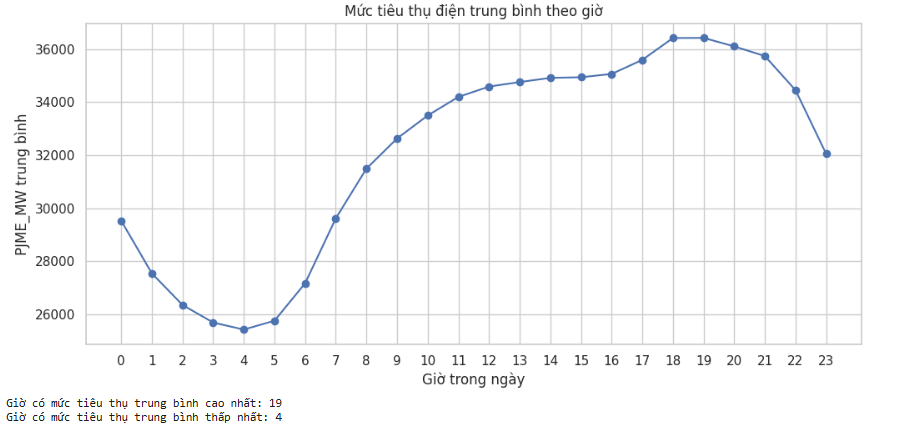 Mức tiêu thụ điện trung bình theo giờ
PJME_MW trung bình
36000
34000
32000
30000
28000
26000
0 1 2 3 4 5 6 7 8 9 10 11 12 13 14 15 16 17 18 19 20 21 22 23
Giờ trong ngày
Giờ có mức tiêu thụ trung bình cao nhất: 19
Giờ có mức tiêu thụ trung bình thấp nhất: 4